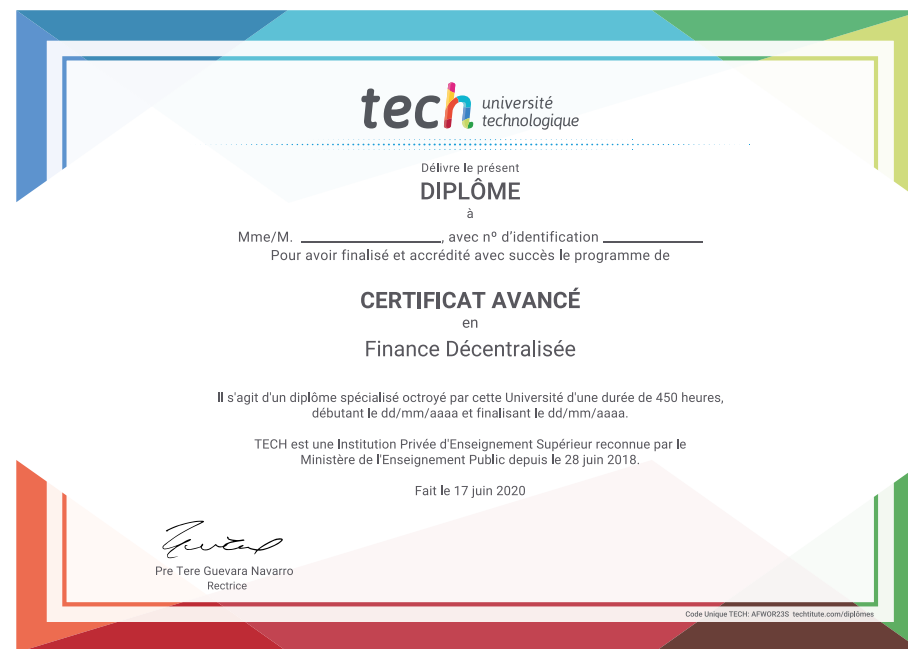 tech université
technologique
Délivre le présent
DIPLÔME
à
Mme/M. ____________________, avec nº d'identification ______________
Pour avoir finalisé et accrédité avec succès le programme de
CERTIFICAT AVANCÉ
en
Finance Décentralisée
Il s'agit d'un diplôme spécialisé octroyé par cette Université d'une durée de 450 heures,
débutant le dd/mm/aaaa et finalisant le dd/mm/aaaa.
TECH est une Institution Privée d'Enseignement Supérieur reconnue par le
Ministère de l'Enseignement Public depuis le 28 juin 2018.
Fait le 17 juin 2020
Pre Tere Guevara Navarro
Rectrice
Code Unique TECH: AFWOR23S techtitute.com/diplômes